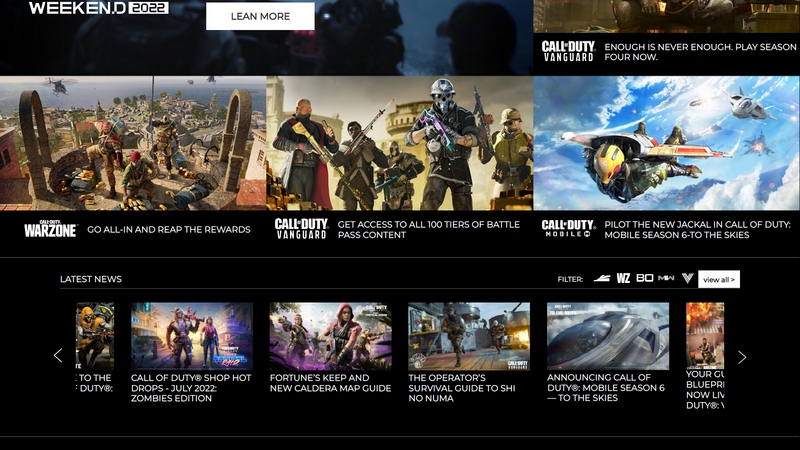 WEEKEND 2022
LEAN MORE
CALL OF DUTY
VANGUARD
ENOUGH IS NEVER ENOUGH. PLAY SEASON
FOUR NOW.
CALL OF DUTY
WARZONE
GO ALL-IN AND REAP THE REWARDS
CALL OF DUTY
VANGUARD
GET ACCESS TO ALL 100 TIERS OF BATTLE
PASS CONTENT
CALL OF DUTY
MOBILE
PILOT THE NEW JACKAL IN CALL OF DUTY:
MOBILE SEASON 6-TO THE SKIES
LATEST NEWS
FILTER:
WZ
BO
MW
V
view all >
E TO THE
F DUTY®:
CALL OF DUTY® SHOP HOT
DROPS - JULY 2022:
ZOMBIES EDITION
FORTUNE'S KEEP AND
NEW CALDERA MAP GUIDE
THE OPERATOR'S
SURVIVAL GUIDE TO SHI
NO NUMA
ANNOUNCING CALL OF
DUTY®: MOBILE SEASON 6
— TO THE SKIES
YOUR GU
BLUEPRI
NOW LIV
DUTY®: V